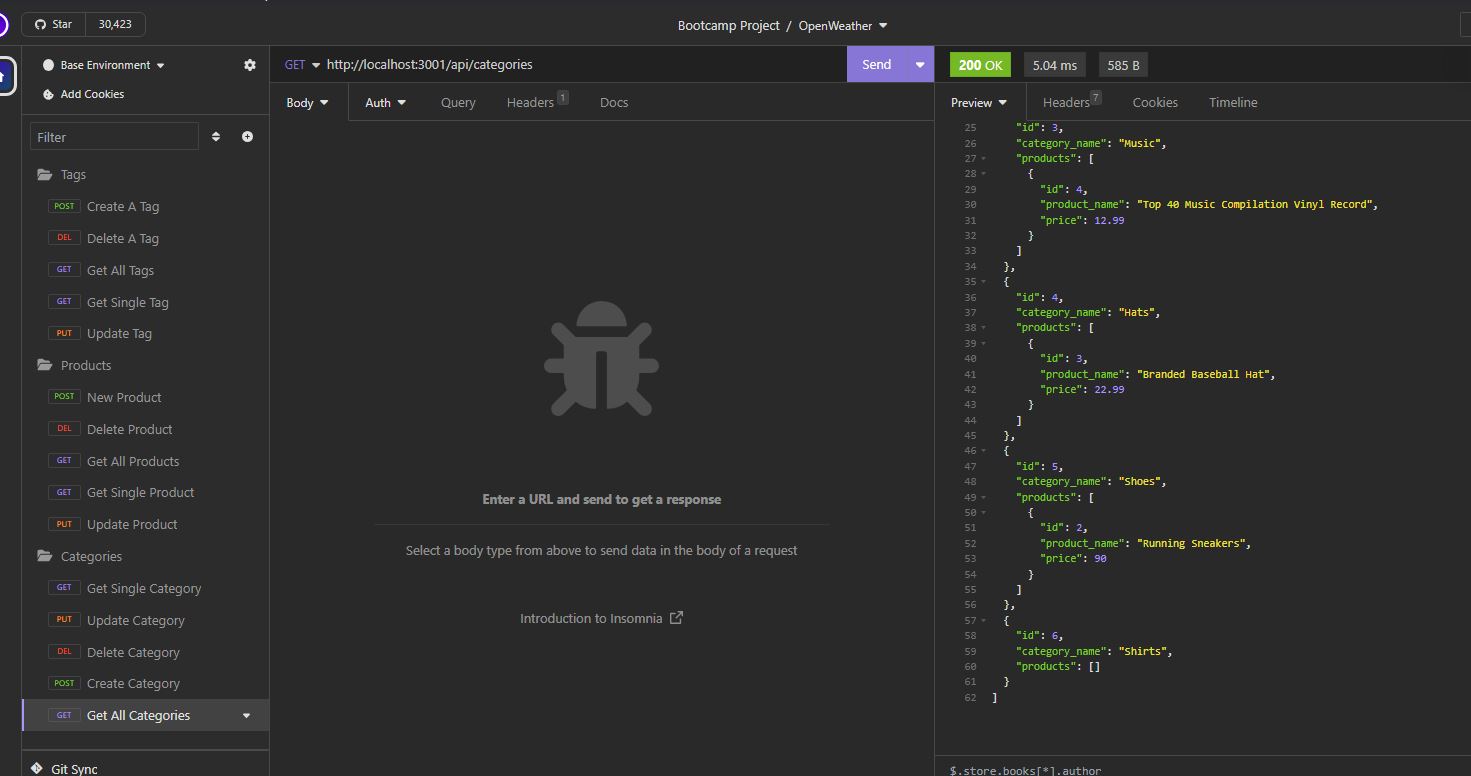 Star 30,423
Bootcamp Project / OpenWeather
Base Environment
Add Cookies
Filter
Tags
POST Create A Tag
DEL Delete A Tag
GET Get All Tags
GET Get Single Tag
PUT Update Tag
Products
POST New Product
DEL Delete Product
GET Get All Products
GET Get Single Product
PUT Update Product
Categories
GET Get Single Category
PUT Update Category
DEL Delete Category
POST Create Category
GET Get All Categories
Git Sync
GET http://localhost:3001/api/categories Send
Body Auth Query Headers 1 Docs
Enter a URL and send to get a response
Select a body type from above to send data in the body of a request
Introduction to Insomnia
200 OK 5.04 ms 585 B
Preview Headers 7 Cookies Timeline
25 "id": 3,
26 "category_name": "Music",
27 "products": [
28 {
29 "id": 4,
30 "product_name": "Top 40 Music Compilation Vinyl Record",
31 "price": 12.99
32 }
33 ]
34 },
35 {
36 "id": 4,
37 "category_name": "Hats",
38 "products": [
39 {
40 "id": 3,
41 "product_name": "Branded Baseball Hat",
42 "price": 22.99
43 }
44 ]
45 },
46 {
47 "id": 5,
48 "category_name": "Shoes",
49 "products": [
50 {
51 "id": 2,
52 "product_name": "Running Sneakers",
53 "price": 90
54 }
55 ]
56 },
57 {
58 "id": 6,
59 "category_name": "Shirts",
60 "products": []
61 }
62 ]
$.store.books[*].author